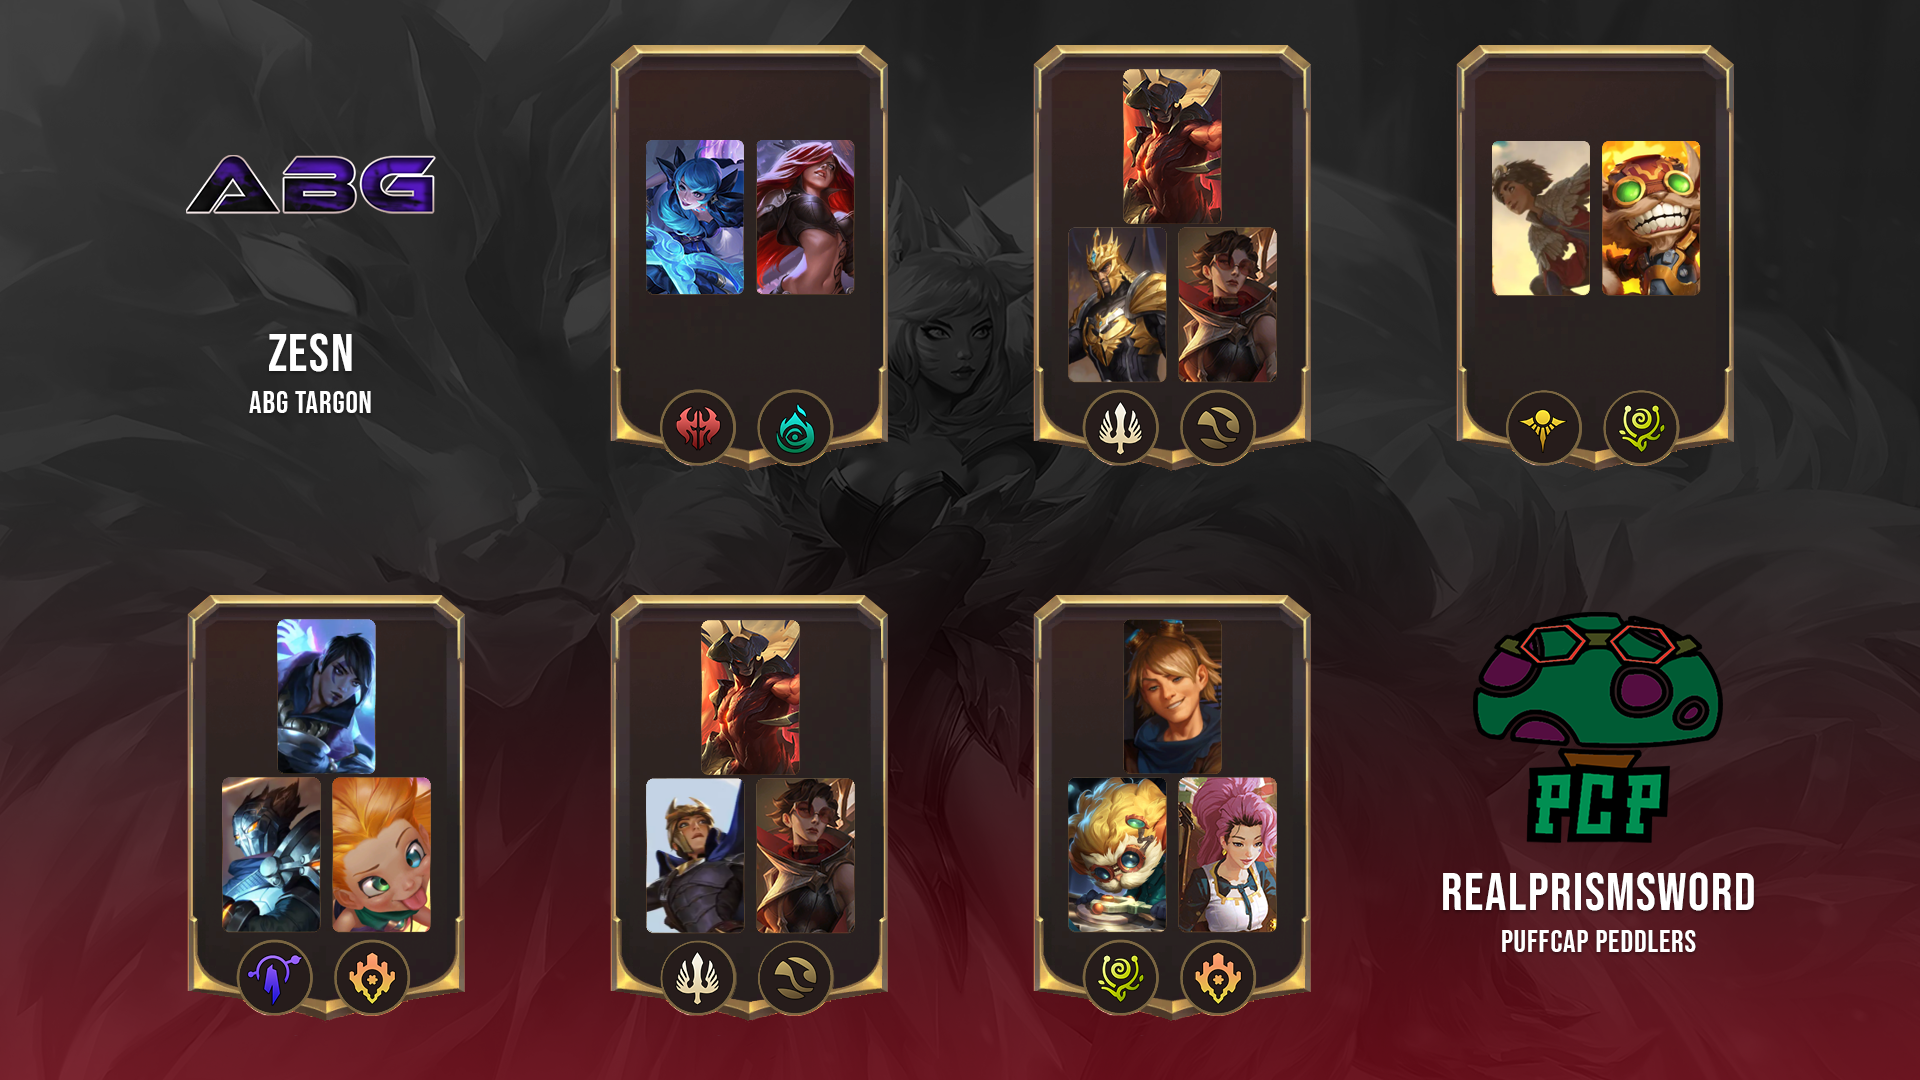 ABG
ZESN
ABG TARGON
PCP
REALPRISMSWORD
PUFFCAP PEDDLERS